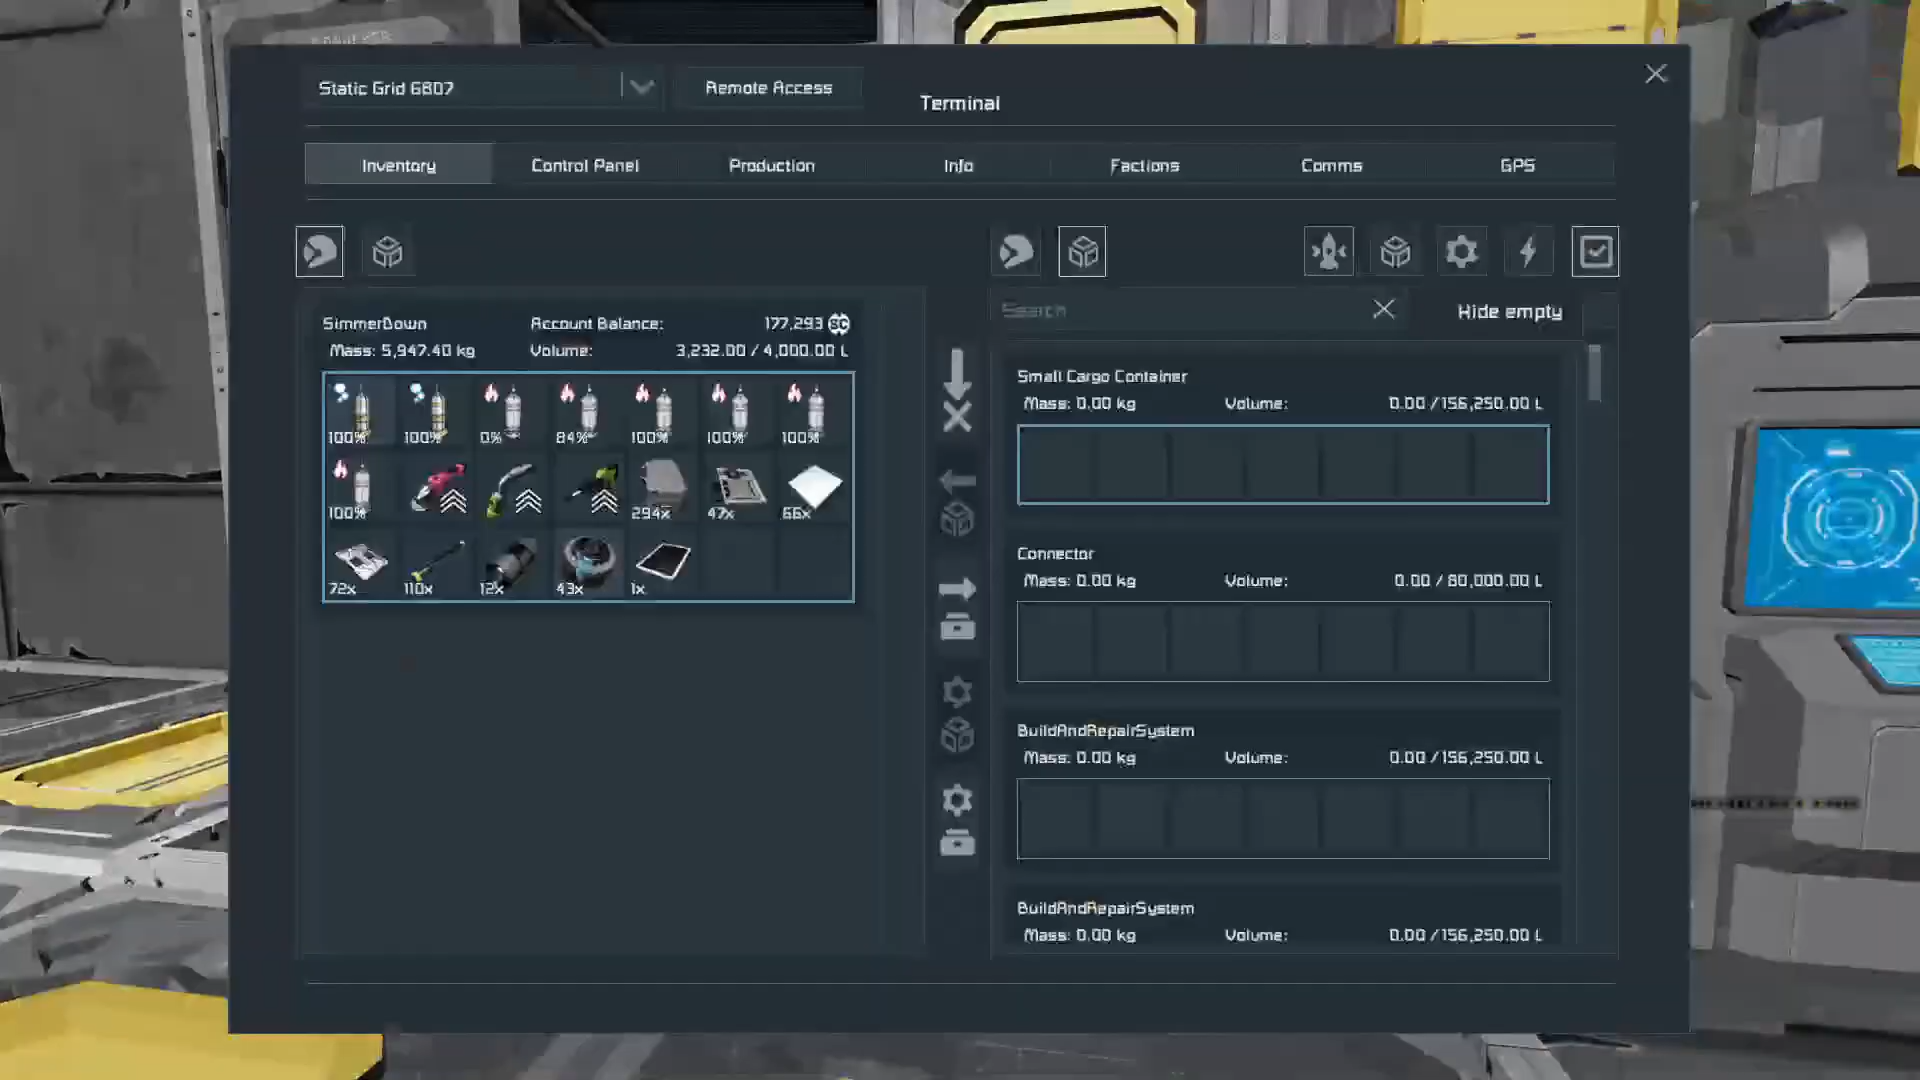 Static Grid 6807
Remote Access
Terminal
Inventory
Control Panel
Production
Info
Factions
Comms
GPS
Search
Hide empty
SimmerDown
Account Balance:
177,293 SC
Mass: 5,947.40 kg
Volume:
3,232.00 / 4,000.00 L
100%
100%
0%
84%
100%
100%
100%
100%
294x
47x
66x
72x
110x
12x
43x
1x
Small Cargo Container
Mass: 0.00 kg
Volume:
0.00 / 156,250.00 L
Connector
Mass: 0.00 kg
Volume:
0.00 / 80,000.00 L
BuildAndRepairSystem
Mass: 0.00 kg
Volume:
0.00 / 156,250.00 L
BuildAndRepairSystem
Mass: 0.00 kg
Volume:
0.00 / 156,250.00 L